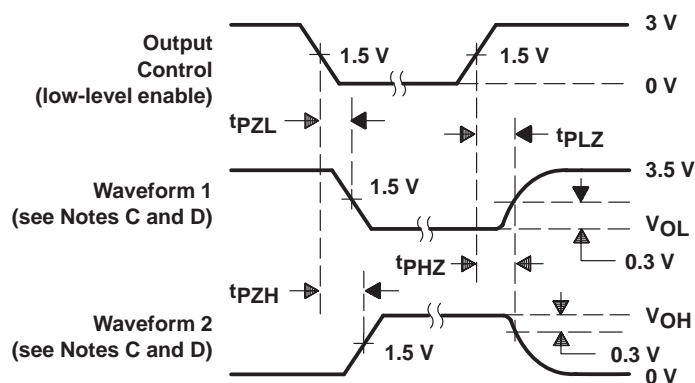 Output
Control
(low-level enable)
1.5 V
1.5 V
3 V
0 V
tPZL
tPLZ
Waveform 1
(see Notes C and D)
1.5 V
3.5 V
VOL
0.3 V
tPHZ
tPZH
Waveform 2
(see Notes C and D)
1.5 V
VOH
0.3 V
0 V